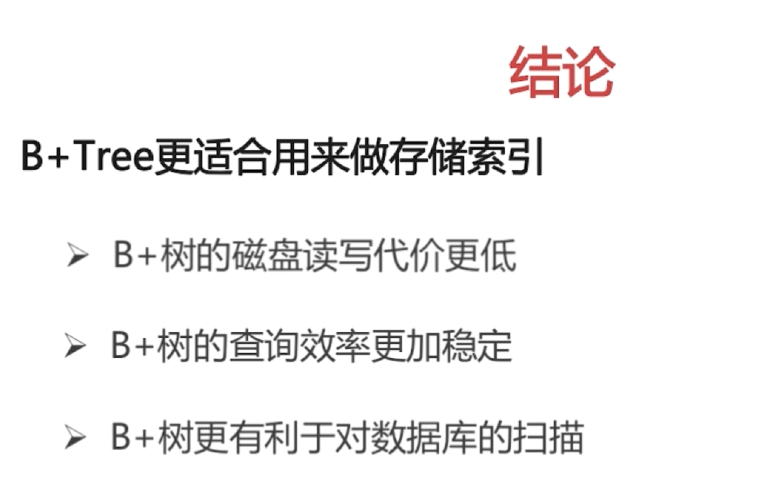 结论
B+Tree更适合用来做存储索引
➢ B+树的磁盘读写代价更低
➢ B+树的查询效率更加稳定
➢ B+树更有利于对数据库的扫描